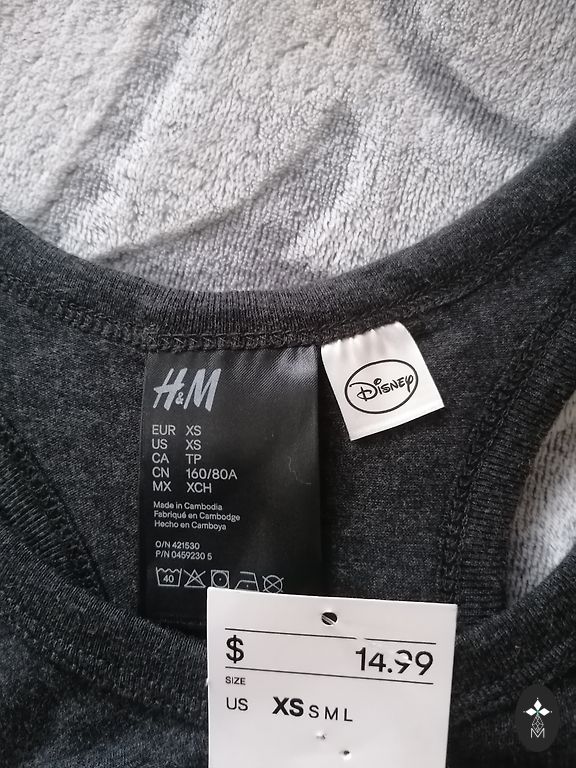 H&M
EUR XS
US XS
CA TP
CN 160/80A
MX XCH
Made in Cambodia
Fabriqué en Cambodge
Hecho en Camboya
O/N 421530
P/N 0459230 5
40
Disney
$ 14.99
SIZE
US XS S M L
M